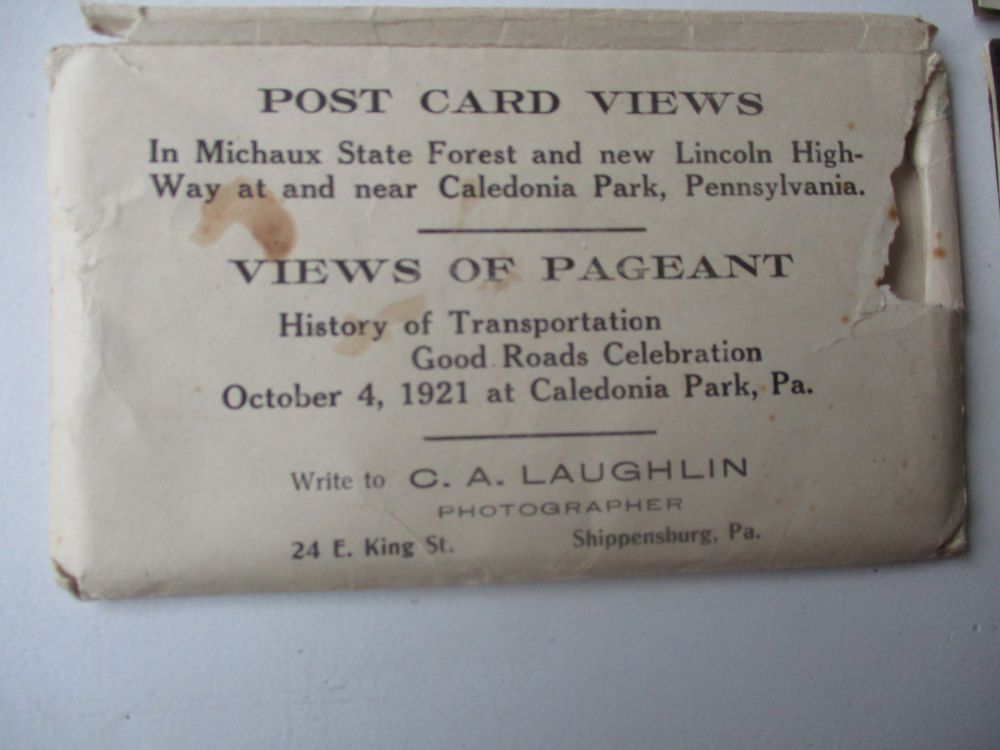 POST CARD VIEWS
In Michaux State Forest and new Lincoln High-
Way at and near Caledonia Park, Pennsylvania.
VIEWS OF PAGEANT
History of Transportation
Good Roads Celebration
October 4, 1921 at Caledonia Park, Pa.
Write to C. A. LAUGHLIN
PHOTOGRAPHER
24 E. King St. Shippensburg, Pa.